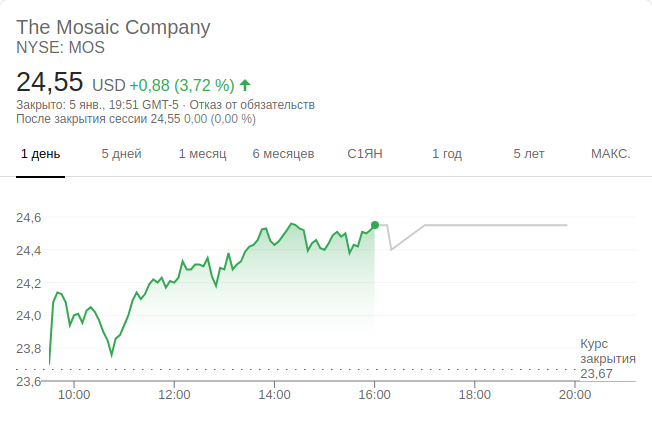 The Mosaic Company
NYSE: MOS
24,55 USD +0,88 (3,72 %)
Закрыто: 5 янв., 19:51 GMT-5 · Отказ от обязательств
После закрытия сессии 24,55 0,00 (0,00 %)
1 день 5 дней 1 месяц 6 месяцев С1ЯН 1 год 5 лет МАКС.
24,6
24,4
24,2
24,0
23,8
23,6
Курс
закрытия
23,67
10:00 12:00 14:00 16:00 18:00 20:00